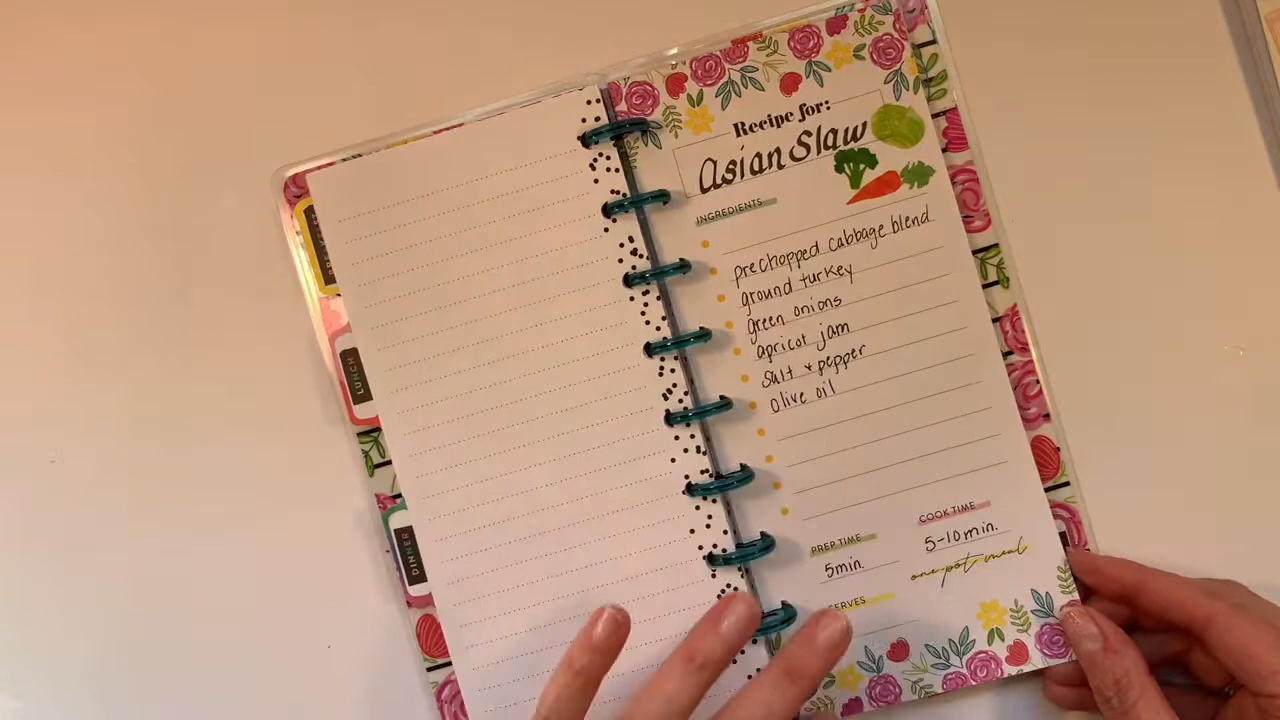 LUNCH
DINNER
Recipe for:
Asian Slaw
INGREDIENTS
prechopped cabbage blend
ground turkey
green onions
apricot jam
salt & pepper
olive oil
PREP TIME
5min.
COOK TIME
5-10min.
one-pot meal